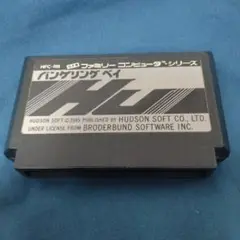 HFC-RB ファミリー コンピュータ シリーズ
バンゲリング ベイ
HU
HUDSON SOFT ©1985 PUBLISHED BY HUDSON SOFT CO., LTD.
UNDER LICENSE FROM BRODERBUND SOFTWARE INC.